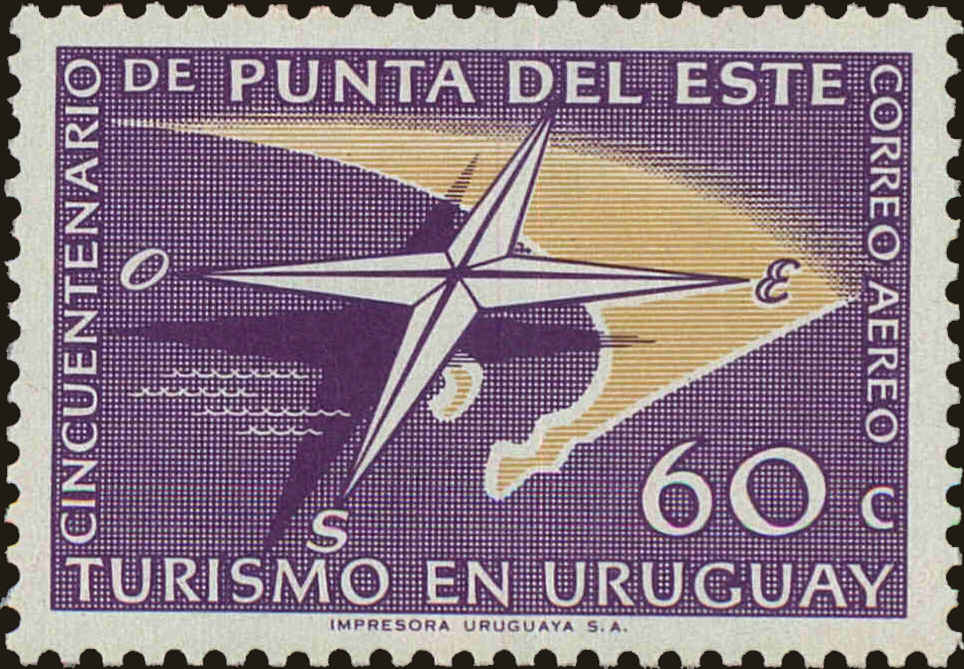 CINCUENTENARIO
DE PUNTA DEL ESTE
CORREO AEREO
O
E
S
60 c
TURISMO EN URUGUAY
IMPRESORA URUGUAYA S.A.